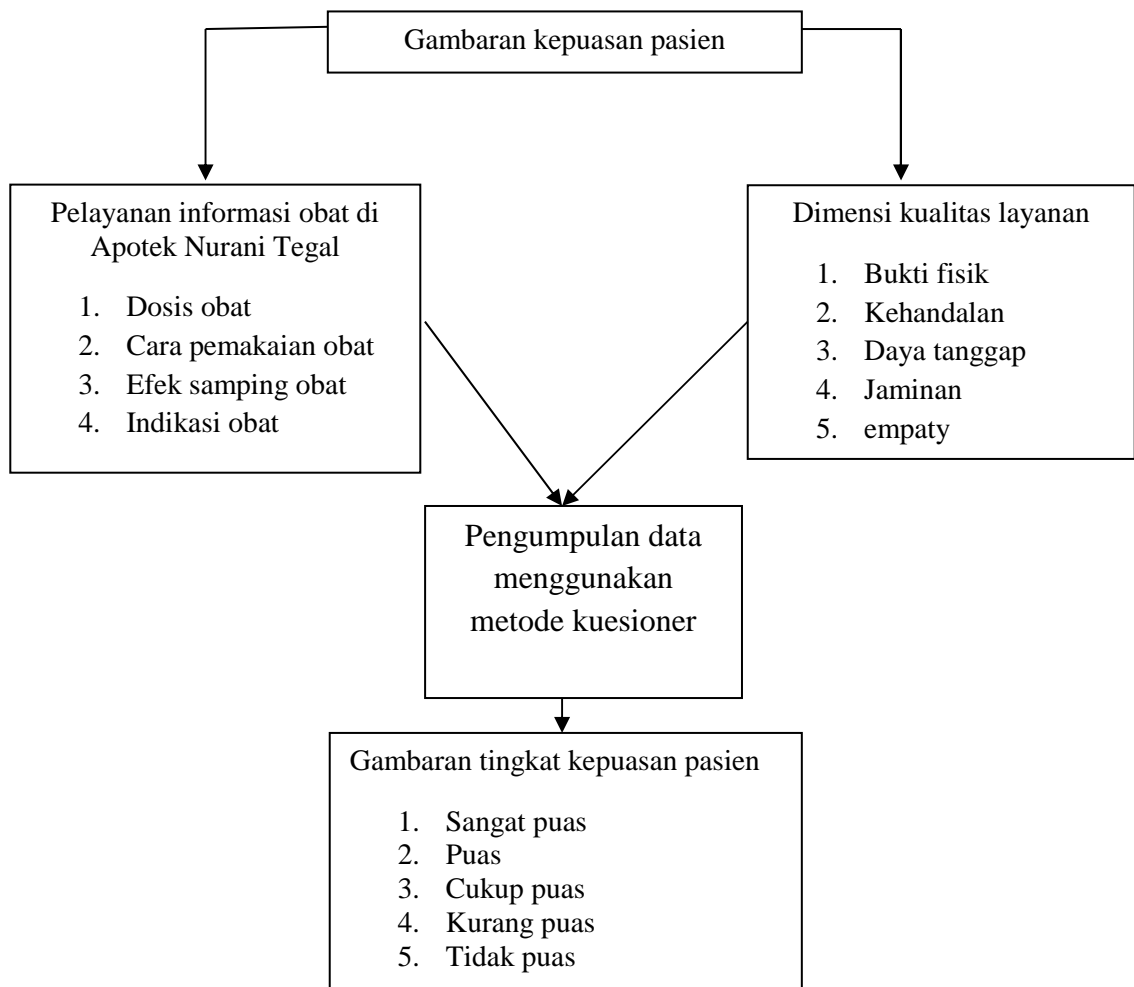 Gambaran kepuasan pasien
Pelayanan informasi obat di
Apotek Nurani Tegal
1. Dosis obat
2. Cara pemakaian obat
3. Efek samping obat
4. Indikasi obat
Dimensi kualitas layanan
1. Bukti fisik
2. Kehandalan
3. Daya tanggap
4. Jaminan
5. empaty
Pengumpulan data
menggunakan
metode kuesioner
Gambaran tingkat kepuasan pasien
1. Sangat puas
2. Puas
3. Cukup puas
4. Kurang puas
5. Tidak puas